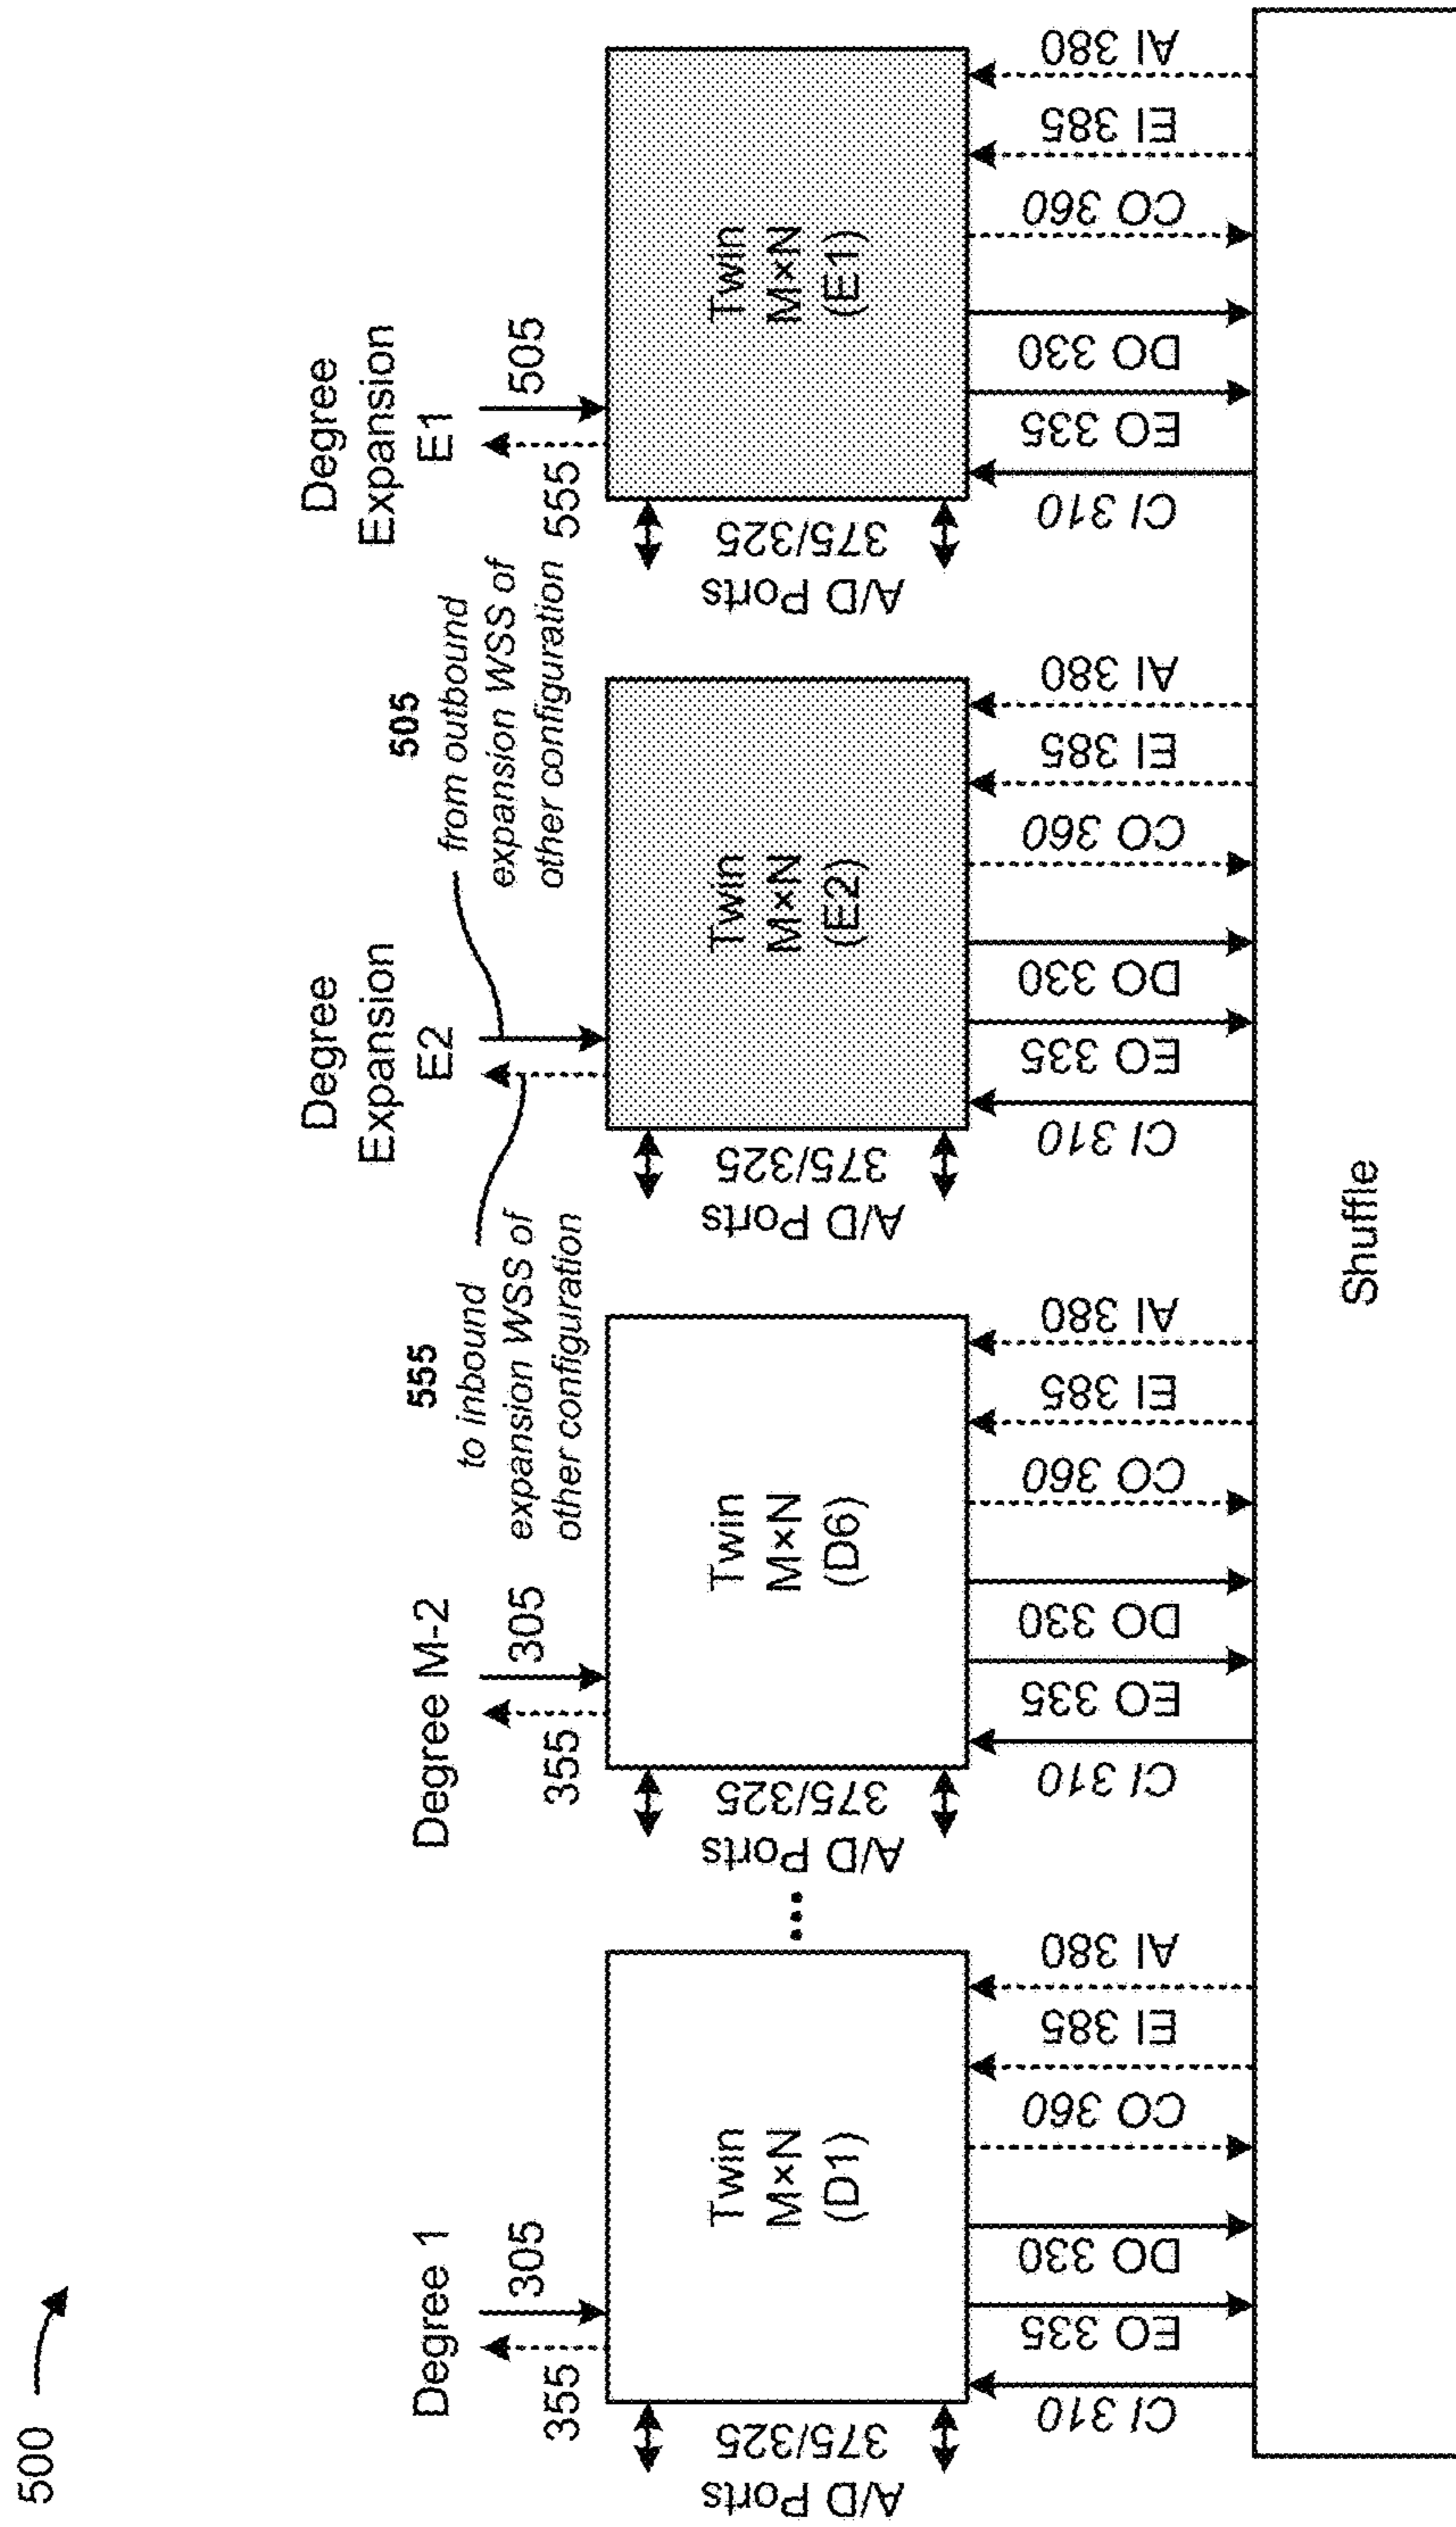 500
Degree 1
355
305
Twin
M×N
(D1)
A/D Ports
375/325
CI 310
EO 335
DO 330
CO 360
EI 385
AI 380
...
Degree M-2
355
305
Twin
M×N
(D6)
A/D Ports
375/325
CI 310
EO 335
DO 330
CO 360
EI 385
AI 380
555
to inbound
expansion WSS of
other configuration
Degree
Expansion
E2
Twin
M×N
(E2)
A/D Ports
375/325
CI 310
EO 335
DO 330
CO 360
EI 385
AI 380
505
from outbound
expansion WSS of
other configuration
Degree
Expansion
E1
555
505
Twin
M×N
(E1)
A/D Ports
375/325
CI 310
EO 335
DO 330
CO 360
EI 385
AI 380
Shuffle